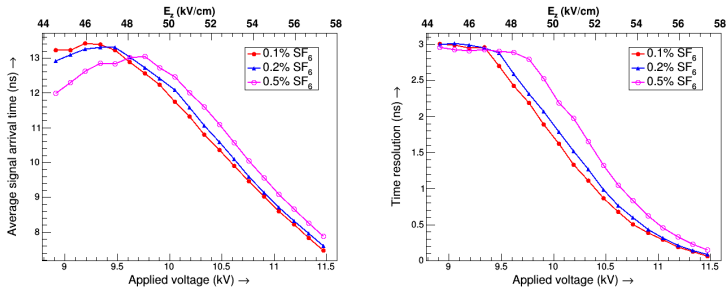 E_z (kV/cm)
44 46 48 50 52 54 56 58
Average signal arrival time (ns) →
13
12
11
10
9
8
0.1% SF_6
0.2% SF_6
0.5% SF_6
9 9.5 10 10.5 11 11.5
Applied voltage (kV) →
E_z (kV/cm)
44 46 48 50 52 54 56 58
Time resolution (ns) →
3
2.5
2
1.5
1
0.5
0
0.1% SF_6
0.2% SF_6
0.5% SF_6
9 9.5 10 10.5 11 11.5
Applied voltage (kV) →